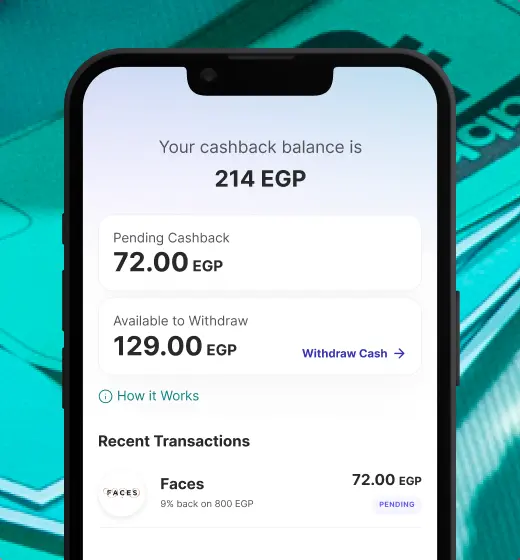 Your cashback balance is
214 EGP
Pending Cashback
72.00 EGP
Available to Withdraw
129.00 EGP
Withdraw Cash
How it Works
Recent Transactions
FACES
Faces
72.00 EGP
9% back on 800 EGP
PENDING